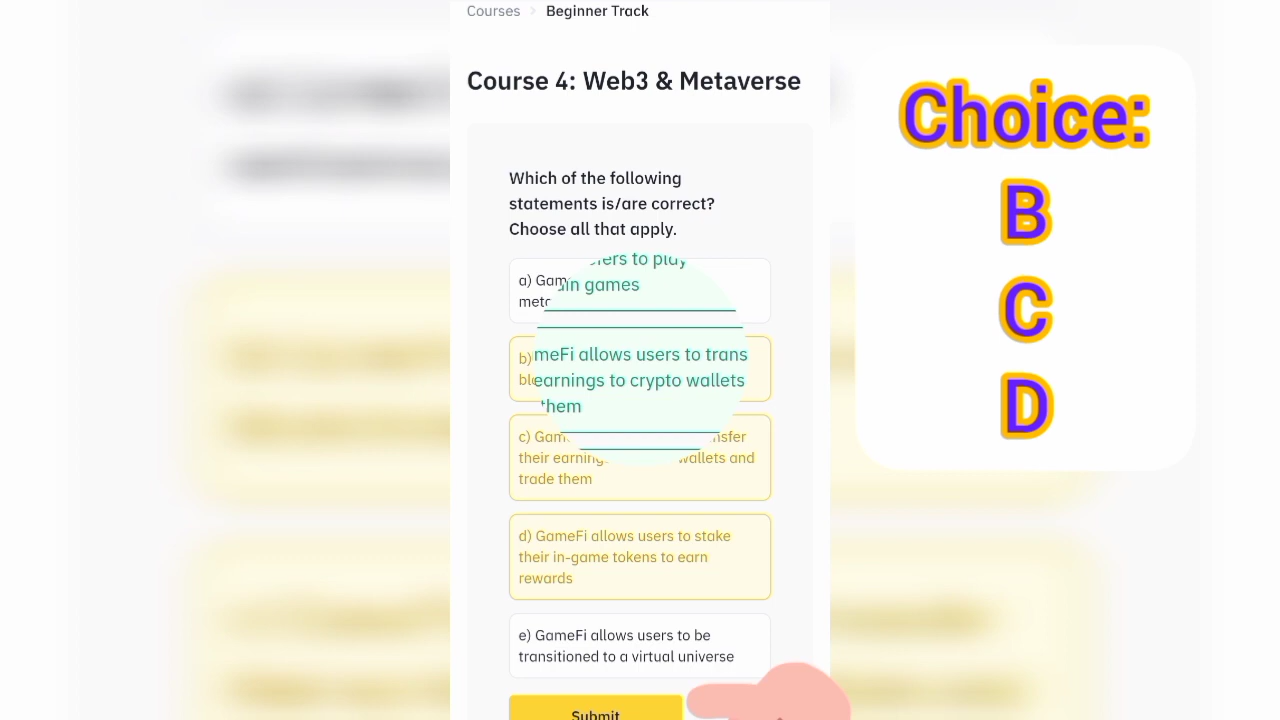 Courses > Beginner Track
Course 4: Web3 & Metaverse
Which of the following
statements is/are correct?
Choose all that apply.
to play
a) Gam
games
meta
b)
meFi allows users to trans
earnings to crypto wallets
them
c) Gam nsfer
their earning wallets and
trade them
d) GameFi allows users to stake
their in-game tokens to earn
rewards
e) GameFi allows users to be
transitioned to a virtual universe
Submit
Choice:
B
C
D